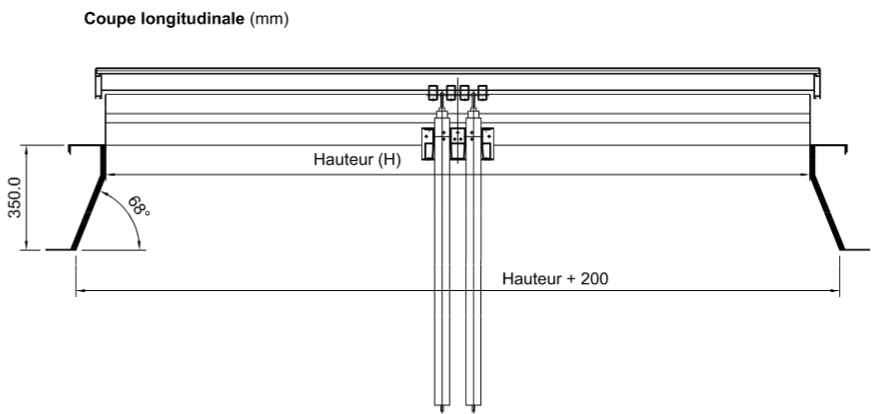 Coupe longitudinale (mm)
Hauteur (H)
350.0
68°
Hauteur + 200